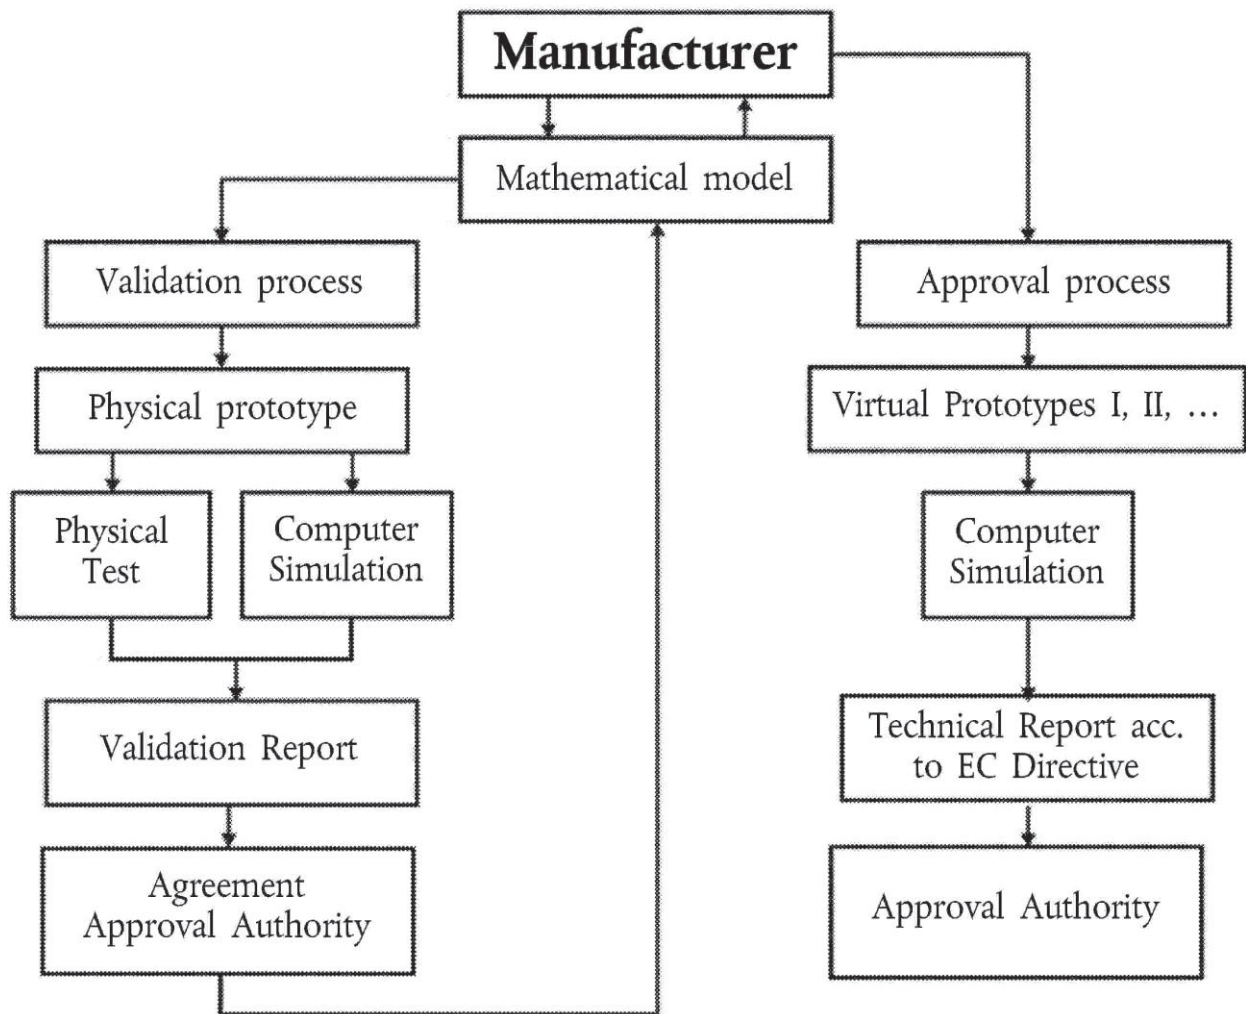 Manufacturer
Mathematical model
Validation process
Physical prototype
Physical
Test
Computer
Simulation
Validation Report
Agreement
Approval Authority
Approval process
Virtual Prototypes I, II, …
Computer
Simulation
Technical Report acc.
to EC Directive
Approval Authority